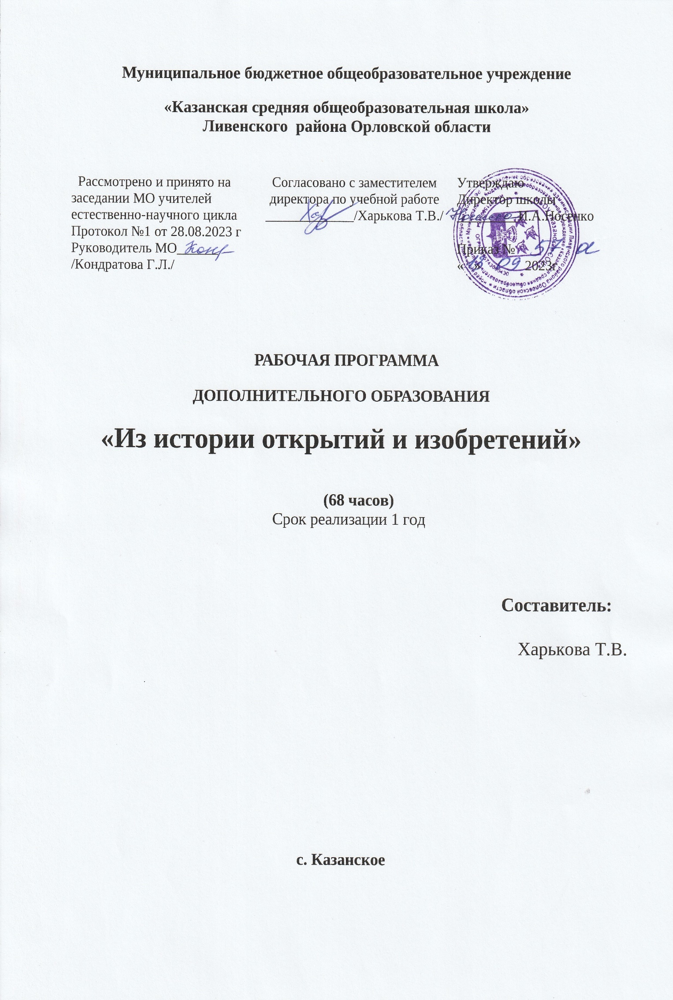 Муниципальное бюджетное общеобразовательное учреждение
«Казанская средняя общеобразовательная школа»
Ливенского района Орловской области
Рассмотрено и принято на
заседании МО учителей
естественно-научного цикла
Протокол №1 от 28.08.2023 г
Руководитель МО______
/Кондратова Г.Л./
Согласовано с заместителем
директора по учебной работе
_____________/Харькова Т.В./
Утверждаю
Директор школы
_________И.А.Носенко
Приказ № 57 а
« » 09 2023г
РАБОЧАЯ ПРОГРАММА
ДОПОЛНИТЕЛЬНОГО ОБРАЗОВАНИЯ
«Из истории открытий и изобретений»
(68 часов)
Срок реализации 1 год
Составитель:
Харькова Т.В.
с. Казанское